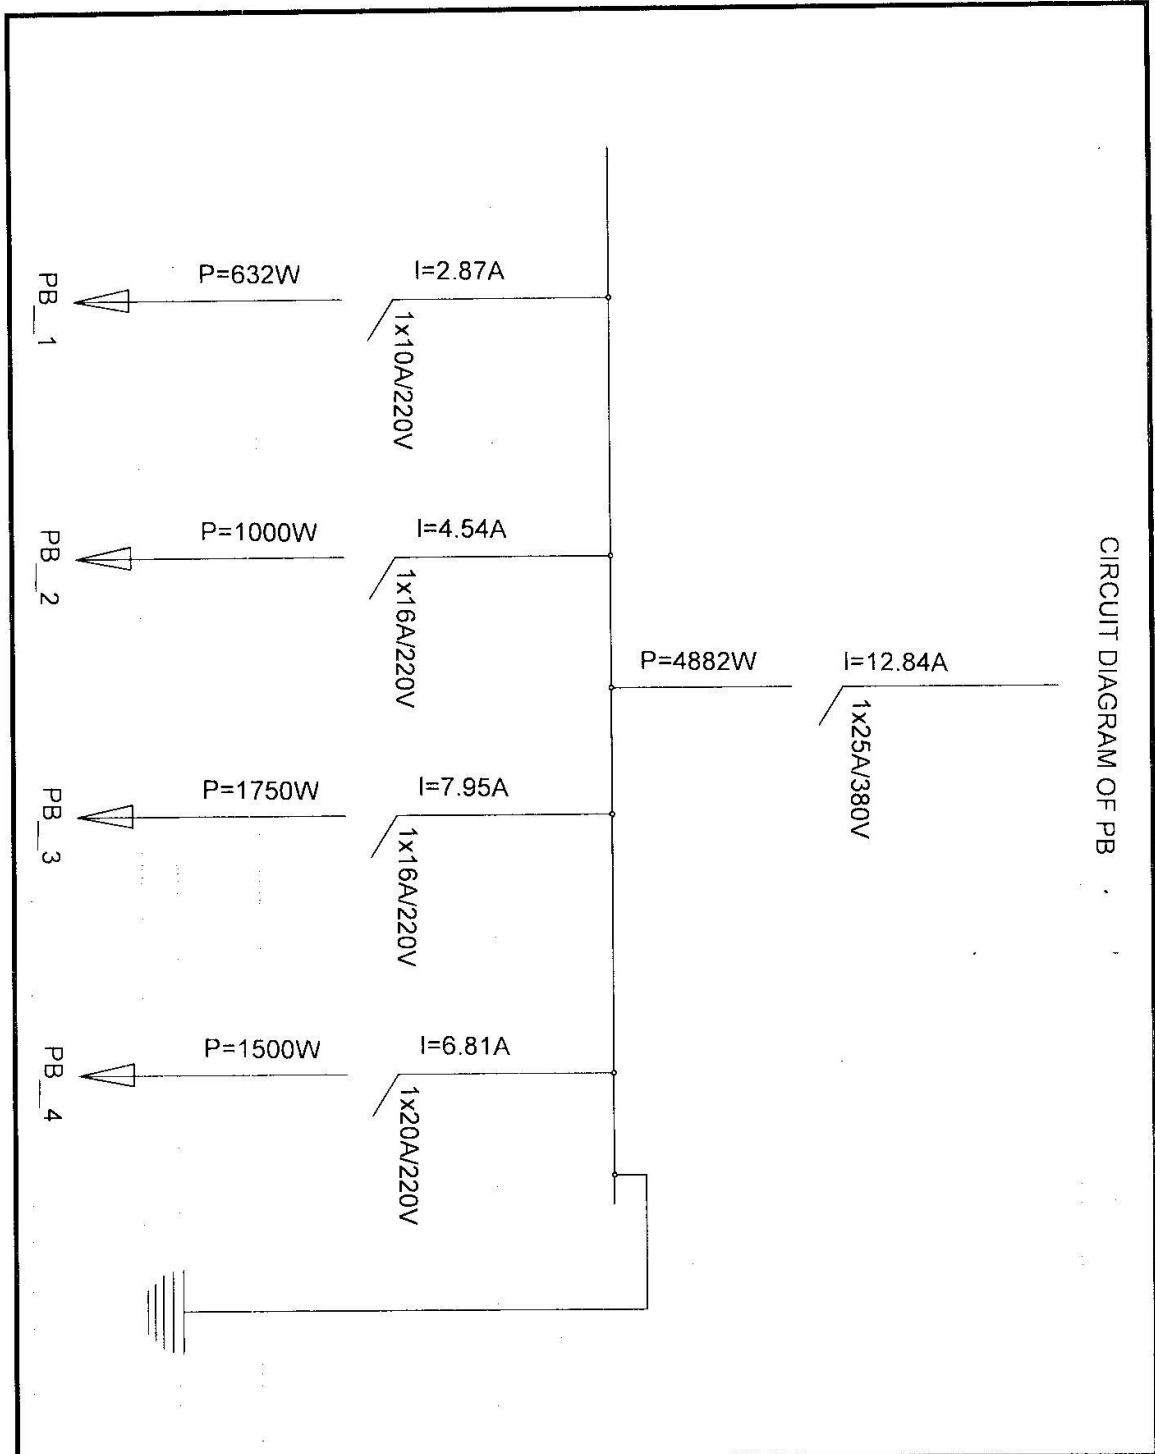 CIRCUIT DIAGRAM OF PB
I=12.84A
1x25A/380V
P=4882W
I=2.87A
1x10A/220V
P=632W
PB_1
I=4.54A
1x16A/220V
P=1000W
PB_2
I=7.95A
1x16A/220V
P=1750W
PB_3
I=6.81A
1x20A/220V
P=1500W
PB_4